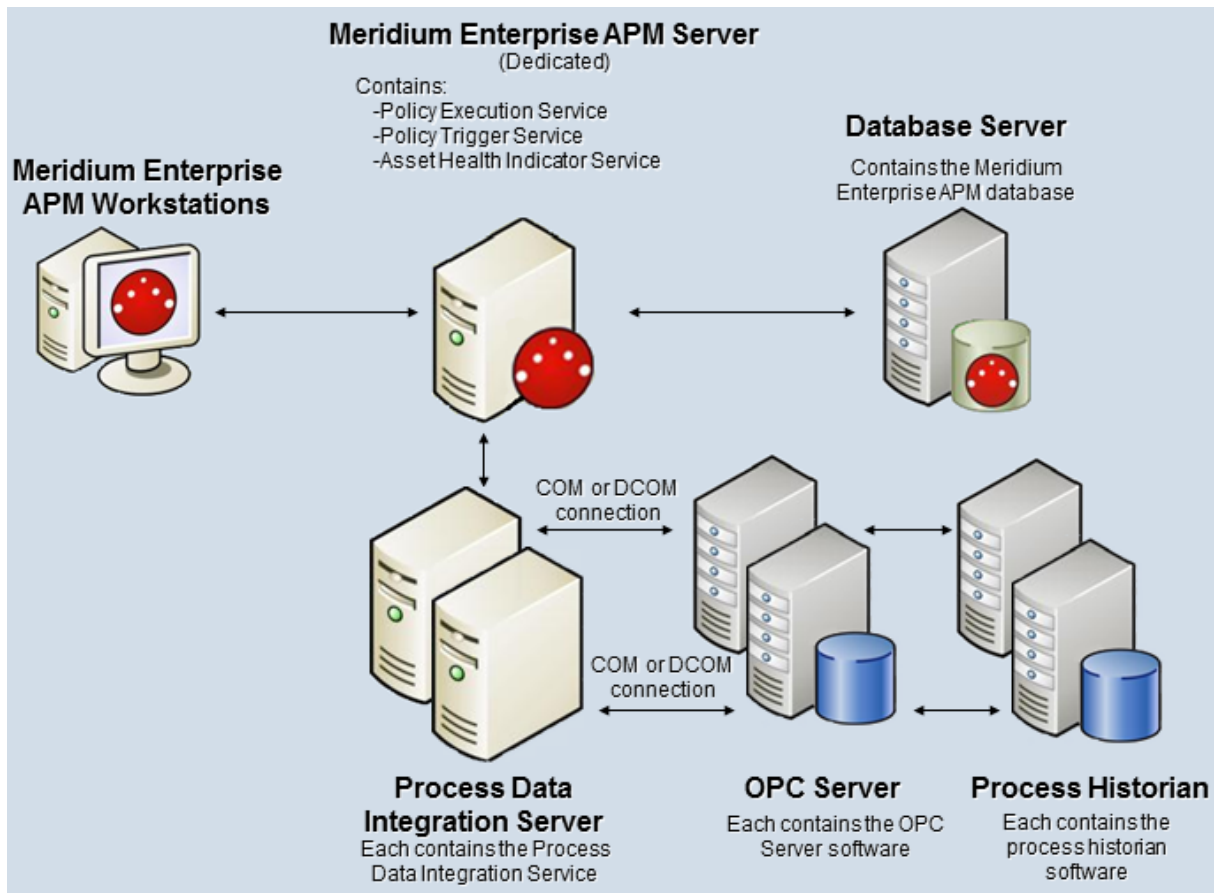 Meridium Enterprise APM Server
(Dedicated)
Contains:
-Policy Execution Service
-Policy Trigger Service
-Asset Health Indicator Service
Database Server
Contains the Meridium
Enterprise APM database
Meridium Enterprise
APM Workstations
COM or DCOM
connection
COM or DCOM
connection
Process Data
Integration Server
Each contains the Process
Data Integration Service
OPC Server
Each contains the OPC
Server software
Process Historian
Each contains the
process historian
software